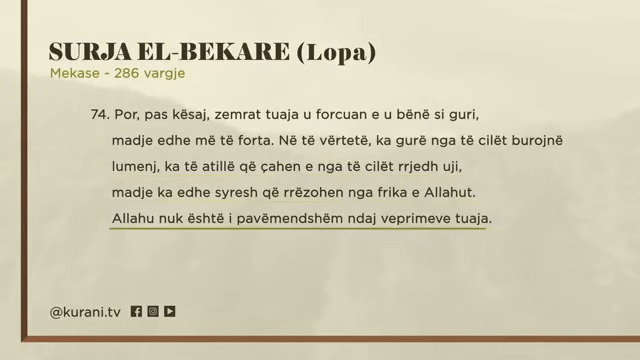 SURJA EL-BEKARE (Lopa)
Mekase - 286 vargje
74. Por, pas kësaj, zemrat tuaja u forcuan e u bënë si guri,
madje edhe më të forta. Në të vërtetë, ka gurë nga të cilët burojnë
lumenj, ka të atillë që çahen e nga të cilët rrjedh uji,
madje ka edhe syresh që rrëzohen nga frika e Allahut.
Allahu nuk është i pavëmendshëm ndaj veprimeve tuaja.
@kurani.tv